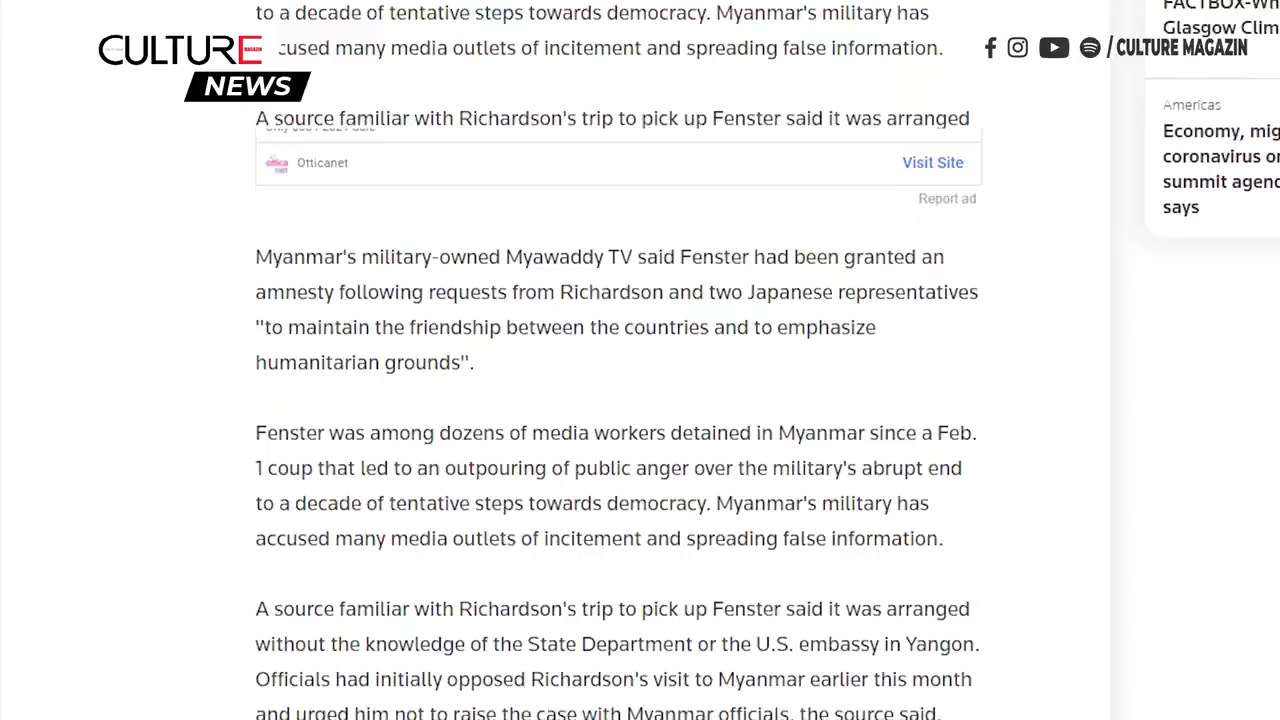 to a decade of tentative steps towards democracy. Myanmar's military has
cused many media outlets of incitement and spreading false information.
CULTURE MAGAZIN
NEWS
/ CULTURE MAGAZIN
A source familiar with Richardson's trip to pick up Fenster said it was arranged
Otticanet
Visit Site
Report ad
Myanmar's military-owned Myawaddy TV said Fenster had been granted an
amnesty following requests from Richardson and two Japanese representatives
"to maintain the friendship between the countries and to emphasize
humanitarian grounds".
Fenster was among dozens of media workers detained in Myanmar since a Feb.
1 coup that led to an outpouring of public anger over the military's abrupt end
to a decade of tentative steps towards democracy. Myanmar's military has
accused many media outlets of incitement and spreading false information.
A source familiar with Richardson's trip to pick up Fenster said it was arranged
without the knowledge of the State Department or the U.S. embassy in Yangon.
Officials had initially opposed Richardson's visit to Myanmar earlier this month
and urged him not to raise the case with Myanmar officials, the source said.
FACTBOX-Wh
Glasgow Clim
Americas
Economy, mig
coronavirus or
summit agend
says